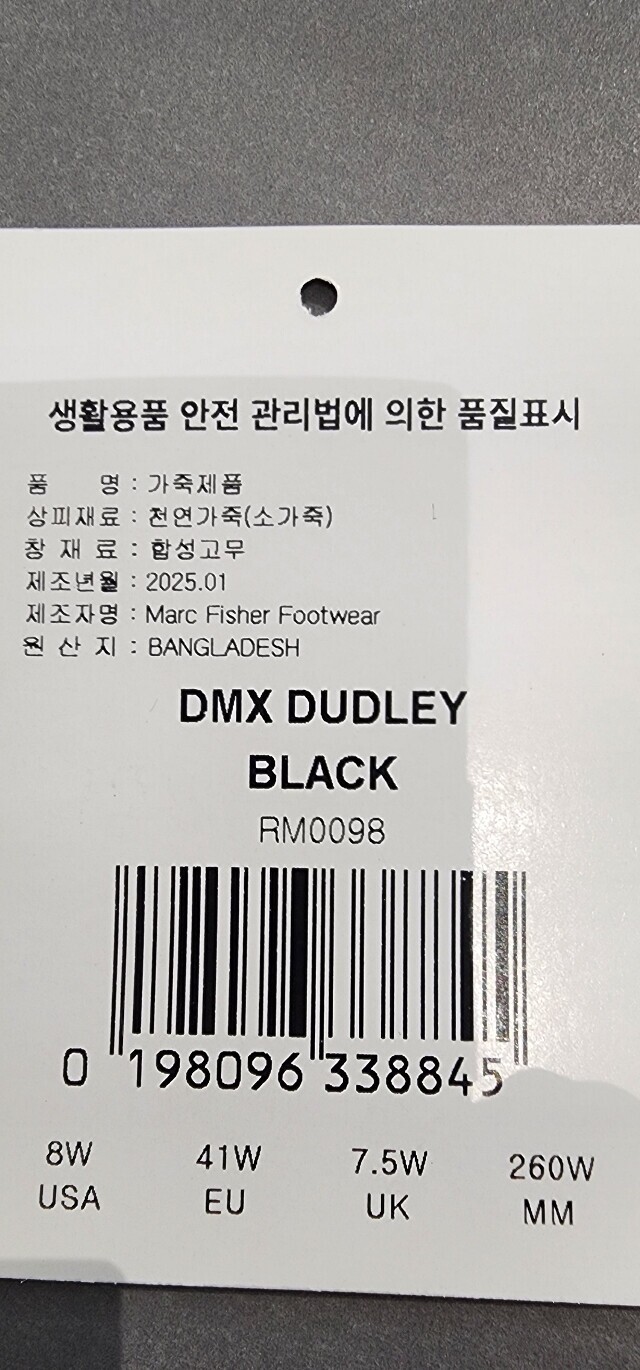 생활용품 안전 관리법에 의한 품질표시
품 명 : 가죽제품
상피재료 : 천연가죽(소가죽)
창 재 료 : 합성고무
제조년월 : 2025.01
제조자명 : Marc Fisher Footwear
원 산 지 : BANGLADESH
DMX DUDLEY
BLACK
RM0098
0 198096 338845
8W 41W 7.5W 260W
USA EU UK MM